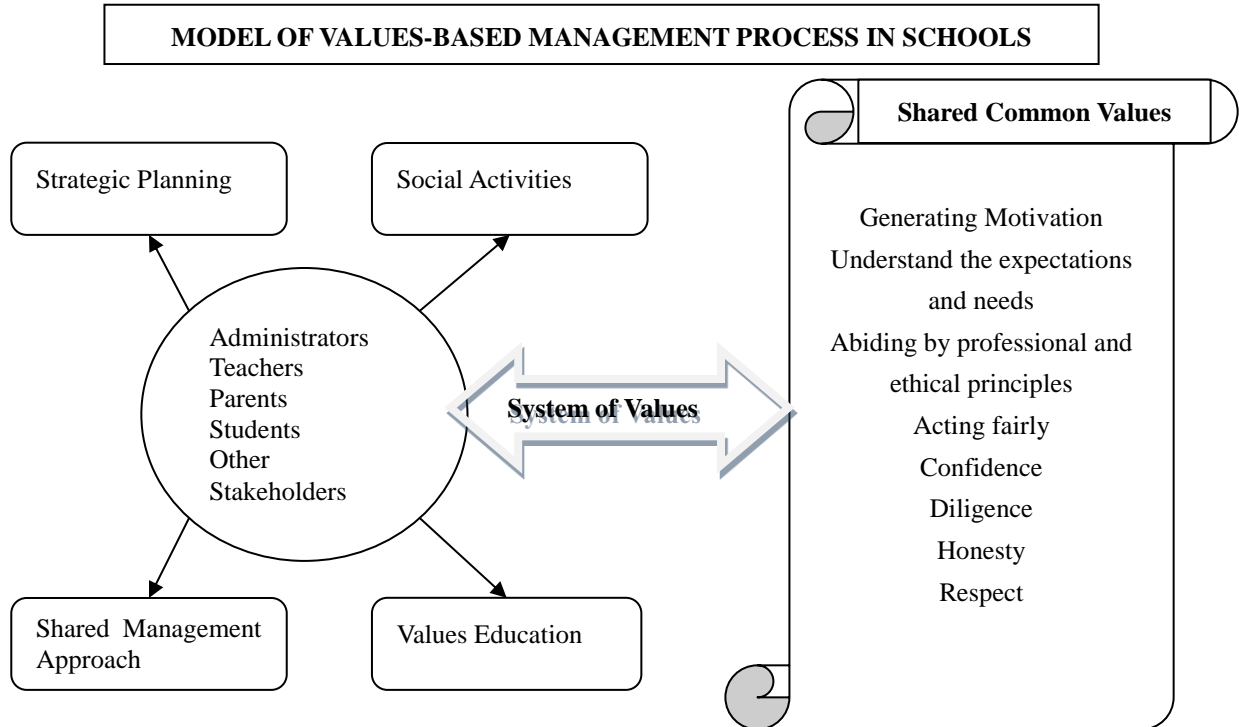 MODEL OF VALUES-BASED MANAGEMENT PROCESS IN SCHOOLS
Strategic Planning
Social Activities
Administrators
Teachers
Parents
Students
Other
Stakeholders
Shared Management
Approach
Values Education
System of Values
Shared Common Values
Generating Motivation
Understand the expectations
and needs
Abiding by professional and
ethical principles
Acting fairly
Confidence
Diligence
Honesty
Respect